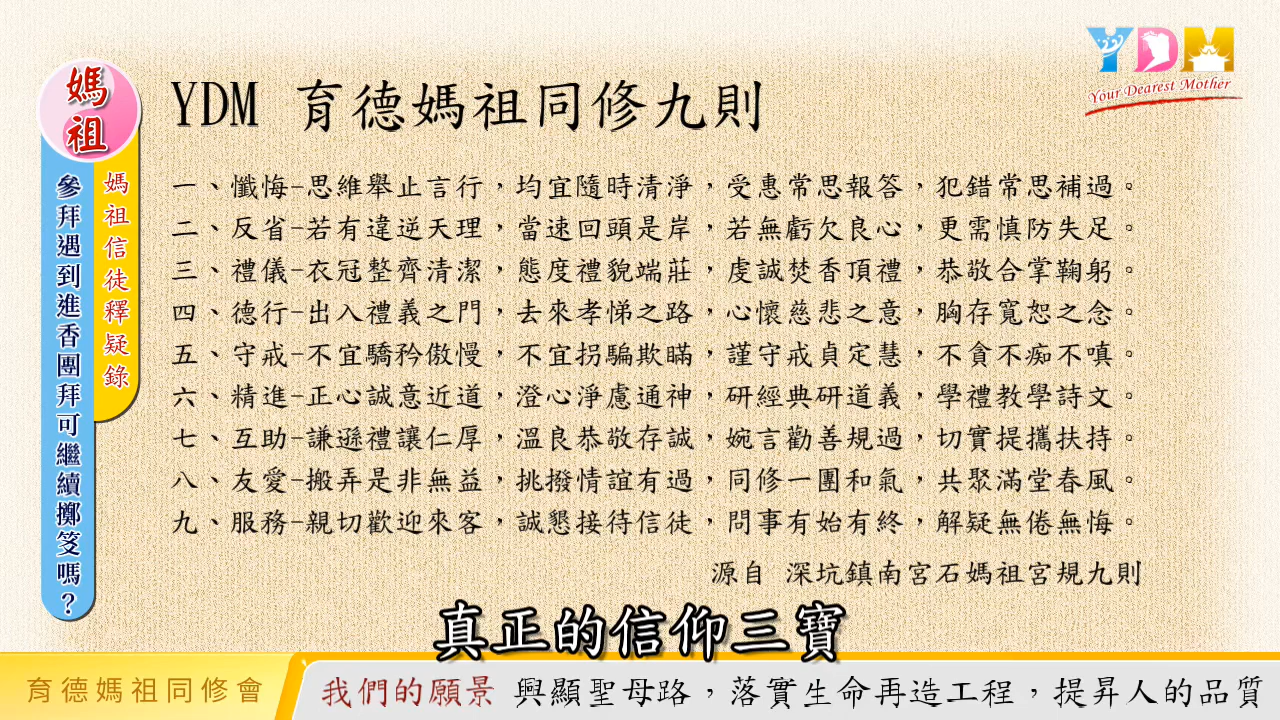 YDM
Your Dearest Mother
媽祖
媽祖信徒釋疑錄
參拜遇到進香團拜可繼續擲筊嗎？
YDM 育德媽祖同修九則
一、懺悔-思維舉止言行，均宜隨時清淨，受惠常思報答，犯錯常思補過。
二、反省-若有違逆天理，當速回頭是岸，若無虧欠良心，更需慎防失足。
三、禮儀-衣冠整齊清潔，態度禮貌端莊，虔誠焚香頂禮，恭敬合掌鞠躬。
四、德行-出入禮義之門，去來孝悌之路，心懷慈悲之意，胸存寬恕之念。
五、守戒-不宜驕矜傲慢，不宜拐騙欺瞞，謹守戒貞定慧，不貪不痴不嗔。
六、精進-正心誠意近道，澄心淨慮通神，研經典研道義，學禮教學詩文。
七、互助-謙遜禮讓仁厚，溫良恭敬存誠，婉言勸善規過，切實提攜扶持。
八、友愛-搬弄是非無益，挑撥情誼有過，同修一團和氣，共聚滿堂春風。
九、服務-親切歡迎來客，誠懇接待信徒，問事有始有終，解疑無倦無悔。
源自 深坑鎮南宮石媽祖宮規九則
真正的信仰三寶
育德媽祖同修會
我們的願景 興顯聖母路，落實生命再造工程，提昇人的品質